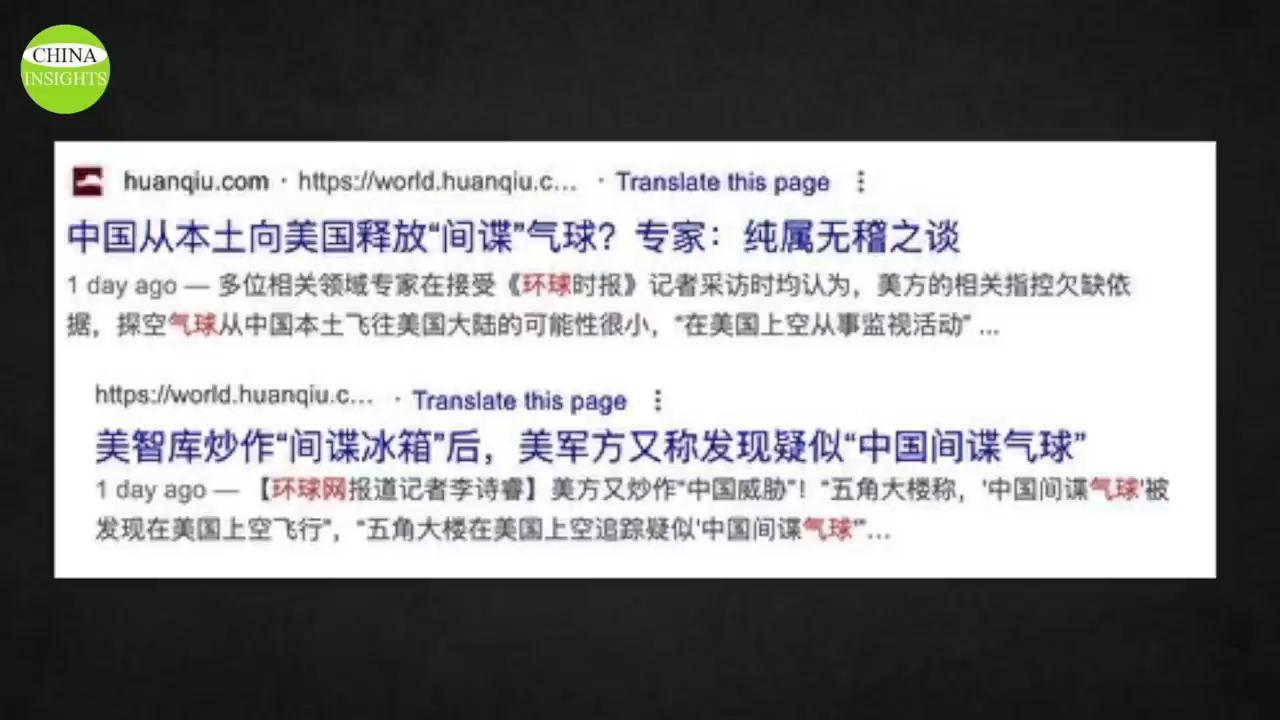 CHINA
INSIGHTS
huanqiu.com · https://world.huanqiu.c... · Translate this page
中国从本土向美国释放“间谍”气球？专家：纯属无稽之谈
1 day ago — 多位相关领域专家在接受《环球时报》记者采访时均认为，美方的相关指控欠缺依
据，探空气球从中国本土飞往美国大陆的可能性很小，“在美国上空从事监视活动” ...
https://world.huanqiu.c... · Translate this page
美智库炒作“间谍冰箱”后，美军方又称发现疑似“中国间谍气球”
1 day ago — 【环球网报道记者李诗睿】美方又炒作“中国威胁”！“五角大楼称，'中国间谍气球'被
发现在美国上空飞行”，“五角大楼在美国上空追踪疑似'中国间谍气球'”...